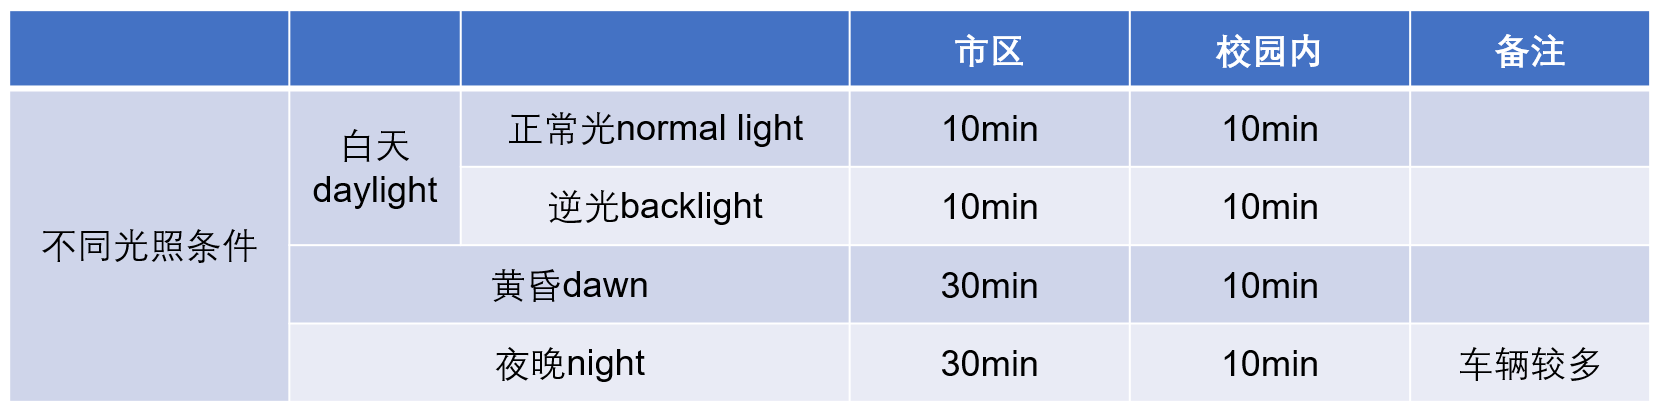 市区 校园内 备注
不同光照条件
白天
daylight
正常光normal light 10min 10min
逆光backlight 10min 10min
黄昏dawn 30min 10min
夜晚night 30min 10min 车辆较多